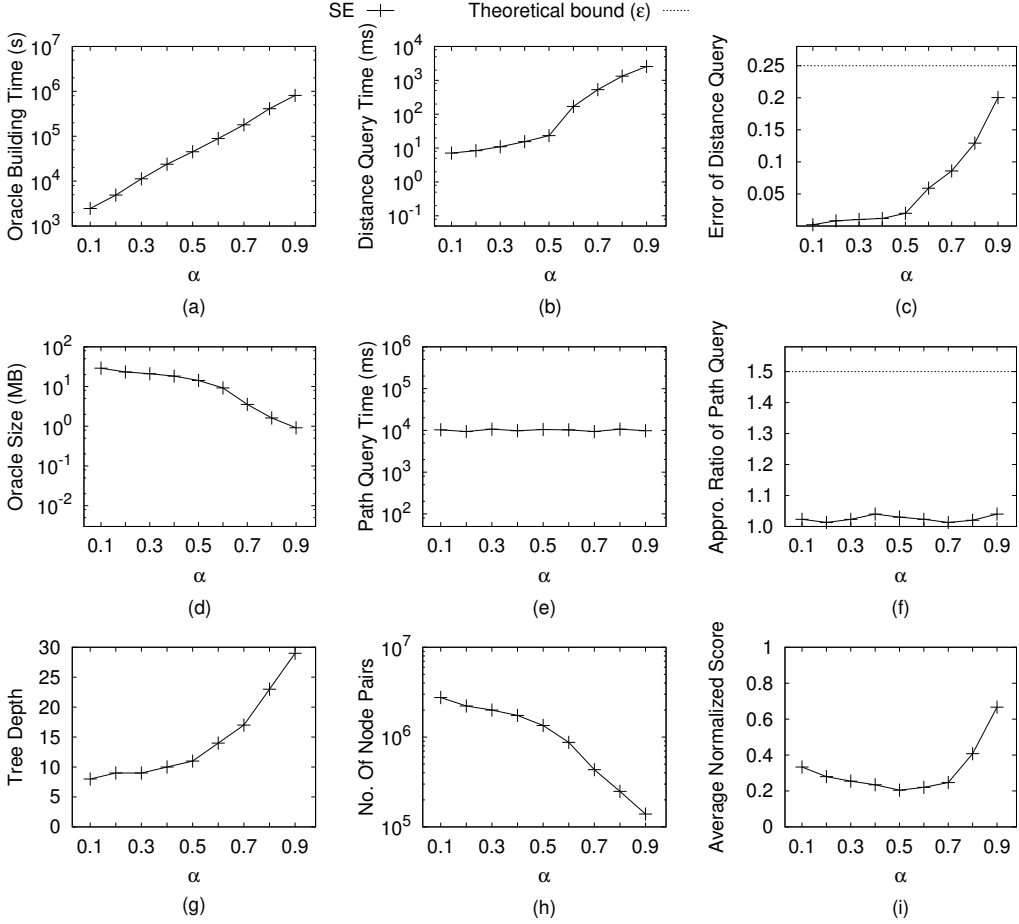 SE
Theoretical bound (ε)
Oracle Building Time (s)
10^7
10^6
10^5
10^4
10^3
0.1 0.3 0.5 0.7 0.9
α
(a)
Distance Query Time (ms)
10^4
10^3
10^2
10^1
10^0
10^-1
0.1 0.3 0.5 0.7 0.9
α
(b)
Error of Distance Query
0.25
0.2
0.15
0.1
0.05
0.1 0.3 0.5 0.7 0.9
α
(c)
Oracle Size (MB)
10^2
10^1
10^0
10^-1
10^-2
0.1 0.3 0.5 0.7 0.9
α
(d)
Path Query Time (ms)
10^6
10^5
10^4
10^3
10^2
0.1 0.3 0.5 0.7 0.9
α
(e)
Appro. Ratio of Path Query
1.5
1.4
1.3
1.2
1.1
1.0
0.1 0.3 0.5 0.7 0.9
α
(f)
Tree Depth
30
25
20
15
10
5
0
0.1 0.3 0.5 0.7 0.9
α
(g)
No. Of Node Pairs
10^7
10^6
10^5
0.1 0.3 0.5 0.7 0.9
α
(h)
Average Normalized Score
1
0.8
0.6
0.4
0.2
0
0.1 0.3 0.5 0.7 0.9
α
(i)